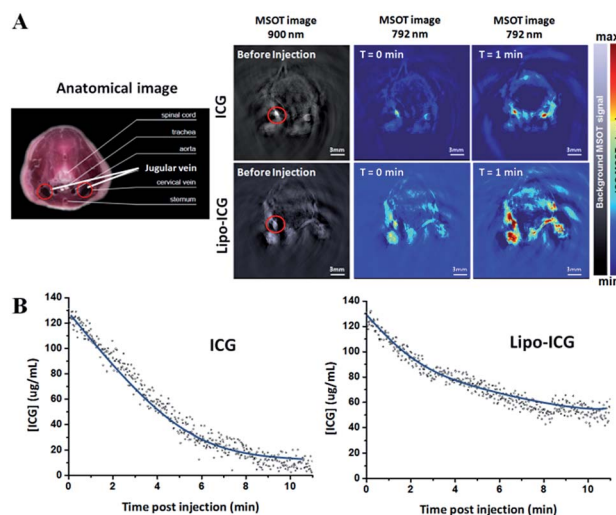 A
MSOT image
900 nm
MSOT image
792 nm
MSOT image
792 nm
Anatomical image
spinal cord
trachea
aorta
Jugular vein
cervical vein
sternum
ICG
Before Injection
3mm
T = 0 min
3mm
T = 1 min
3mm
Lipo-ICG
Before Injection
3mm
T = 0 min
3mm
T = 1 min
3mm
max
Background MSOT signal
min
B
ICG
[ICG] (ug/mL)
140
120
100
80
60
40
20
0
0 2 4 6 8 10
Time post injection (min)
Lipo-ICG
[ICG] (ug/mL)
140
120
100
80
60
40
20
0
0 2 4 6 8 10
Time post injection (min)